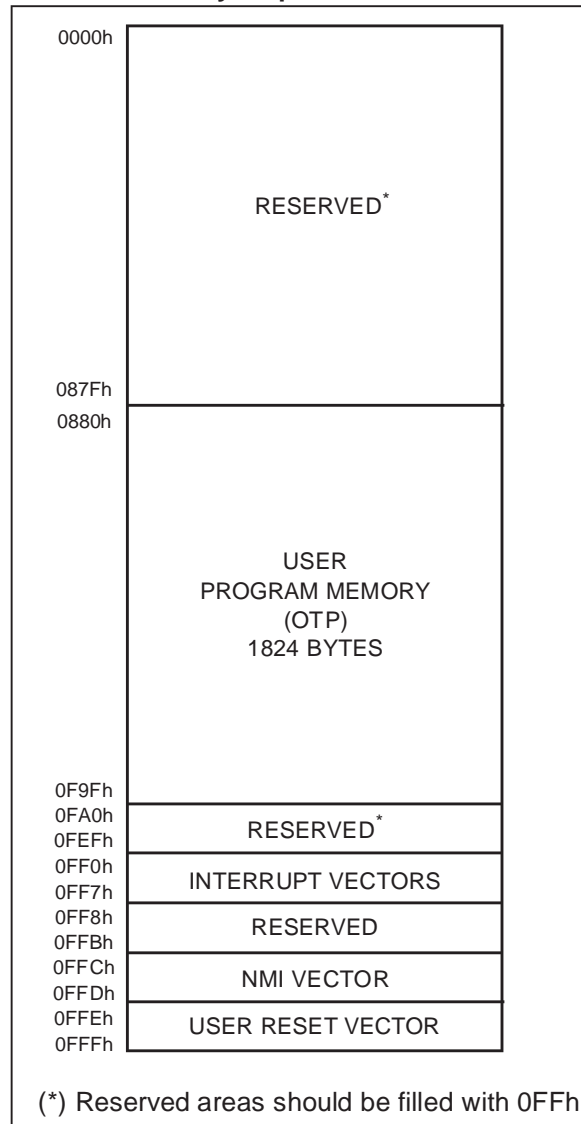 0000h
RESERVED*
087Fh
0880h
USER
PROGRAM MEMORY
(OTP)
1824 BYTES
0F9Fh
0FA0h
RESERVED*
0FEFh
0FF0h
INTERRUPT VECTORS
0FF7h
0FF8h
RESERVED
0FFBh
0FFCh
NMI VECTOR
0FFDh
0FFEh
USER RESET VECTOR
0FFFh
(*) Reserved areas should be filled with 0FFh